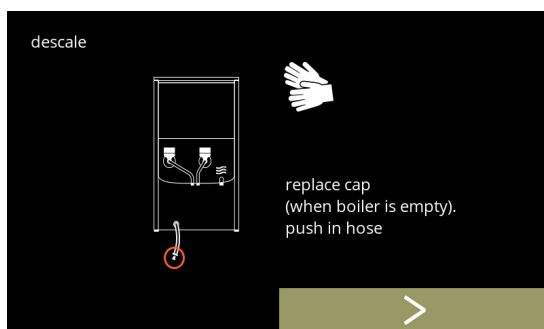 descale
replace cap
(when boiler is empty).
push in hose